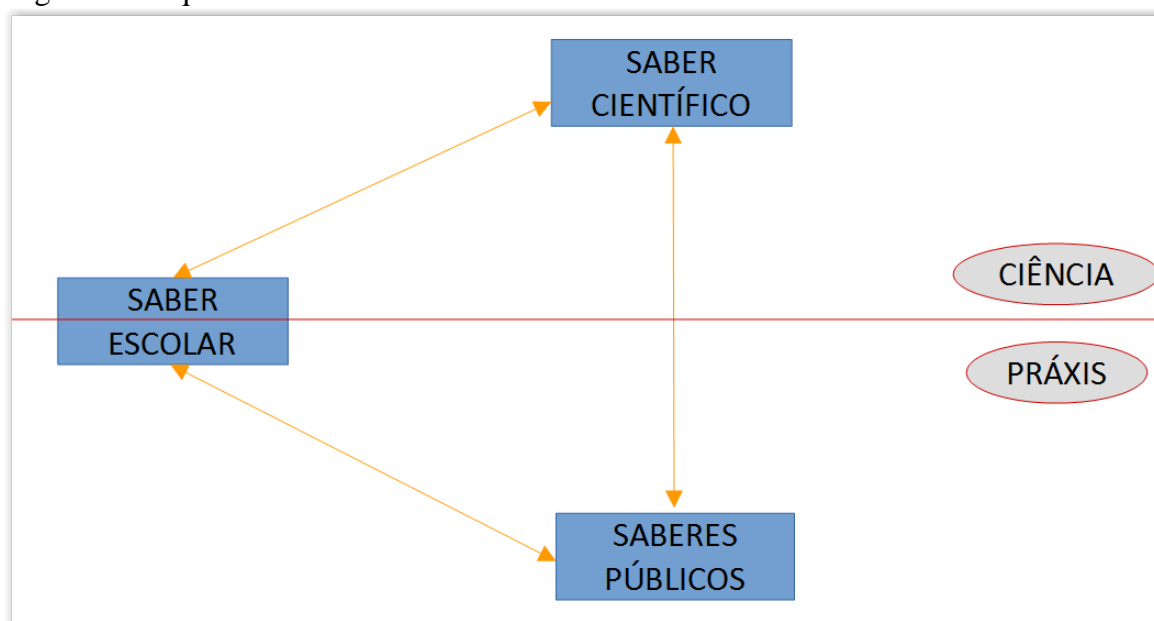 SABER
CIENTÍFICO
CIÊNCIA
SABER
ESCOLAR
PRÁXIS
SABERES
PÚBLICOS